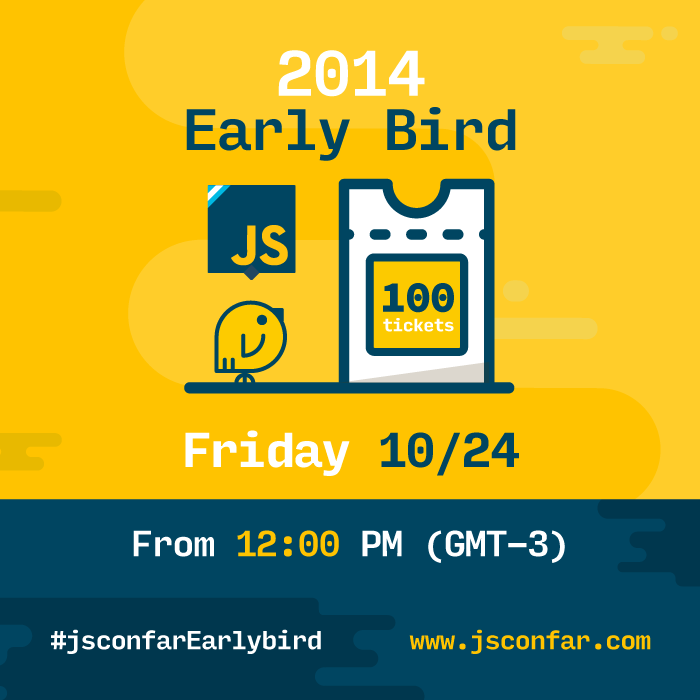 2014
Early Bird
JS
100
tickets
Friday 10/24
From 12:00 PM (GMT-3)
#jsconfarEarlybird
www.jsconfar.com